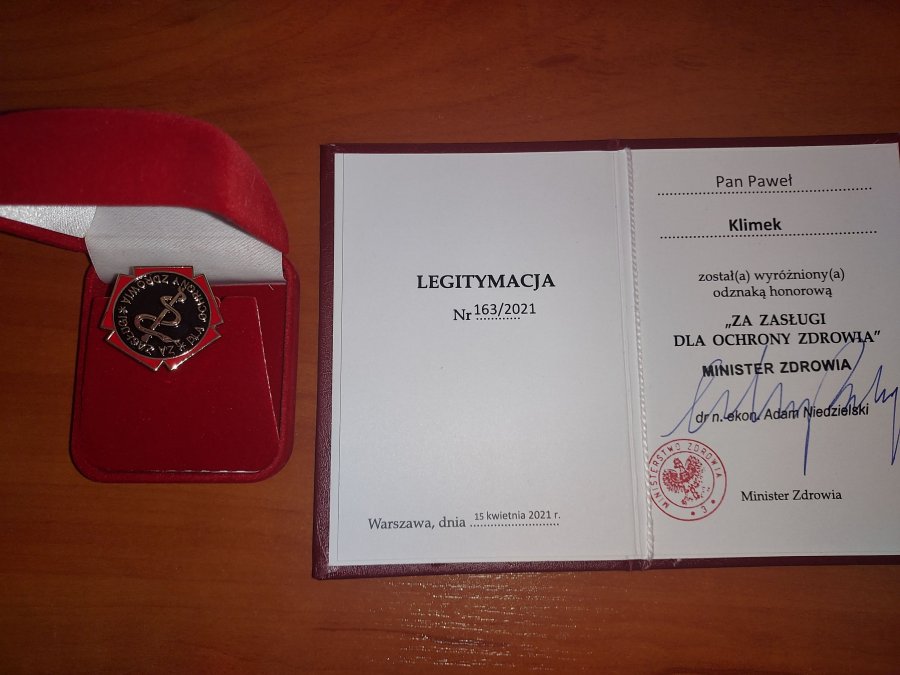 ZA ZASŁUGI DLA OCHRONY ZDROWIA
LEGITYMACJA
Nr 163/2021
Warszawa, dnia 15 kwietnia 2021 r.
Pan Paweł
Klimek
został(a) wyróżniony(a)
odznaką honorową
„ZA ZASŁUGI
DLA OCHRONY ZDROWIA”
MINISTER ZDROWIA
dr n. ekon. Adam Niedzielski
MINISTERSTWO ZDROWIA
* 3 *
Minister Zdrowia